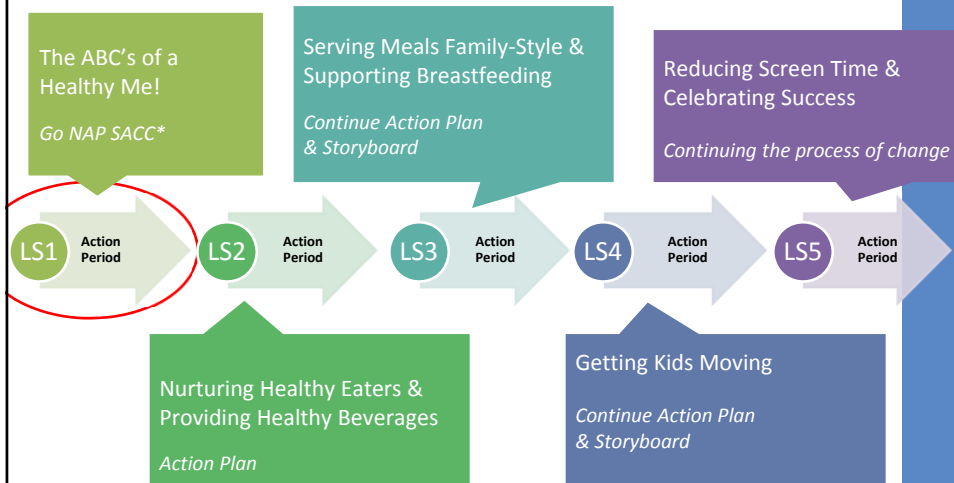 The ABC's of a
Healthy Me!
Go NAP SACC*
Serving Meals Family-Style &
Supporting Breastfeeding
Continue Action Plan
& Storyboard
Reducing Screen Time &
Celebrating Success
Continuing the process of change
LS1
Action
Period
LS2
Action
Period
LS3
Action
Period
LS4
Action
Period
LS5
Action
Period
Nurturing Healthy Eaters &
Providing Healthy Beverages
Action Plan
Getting Kids Moving
Continue Action Plan
& Storyboard